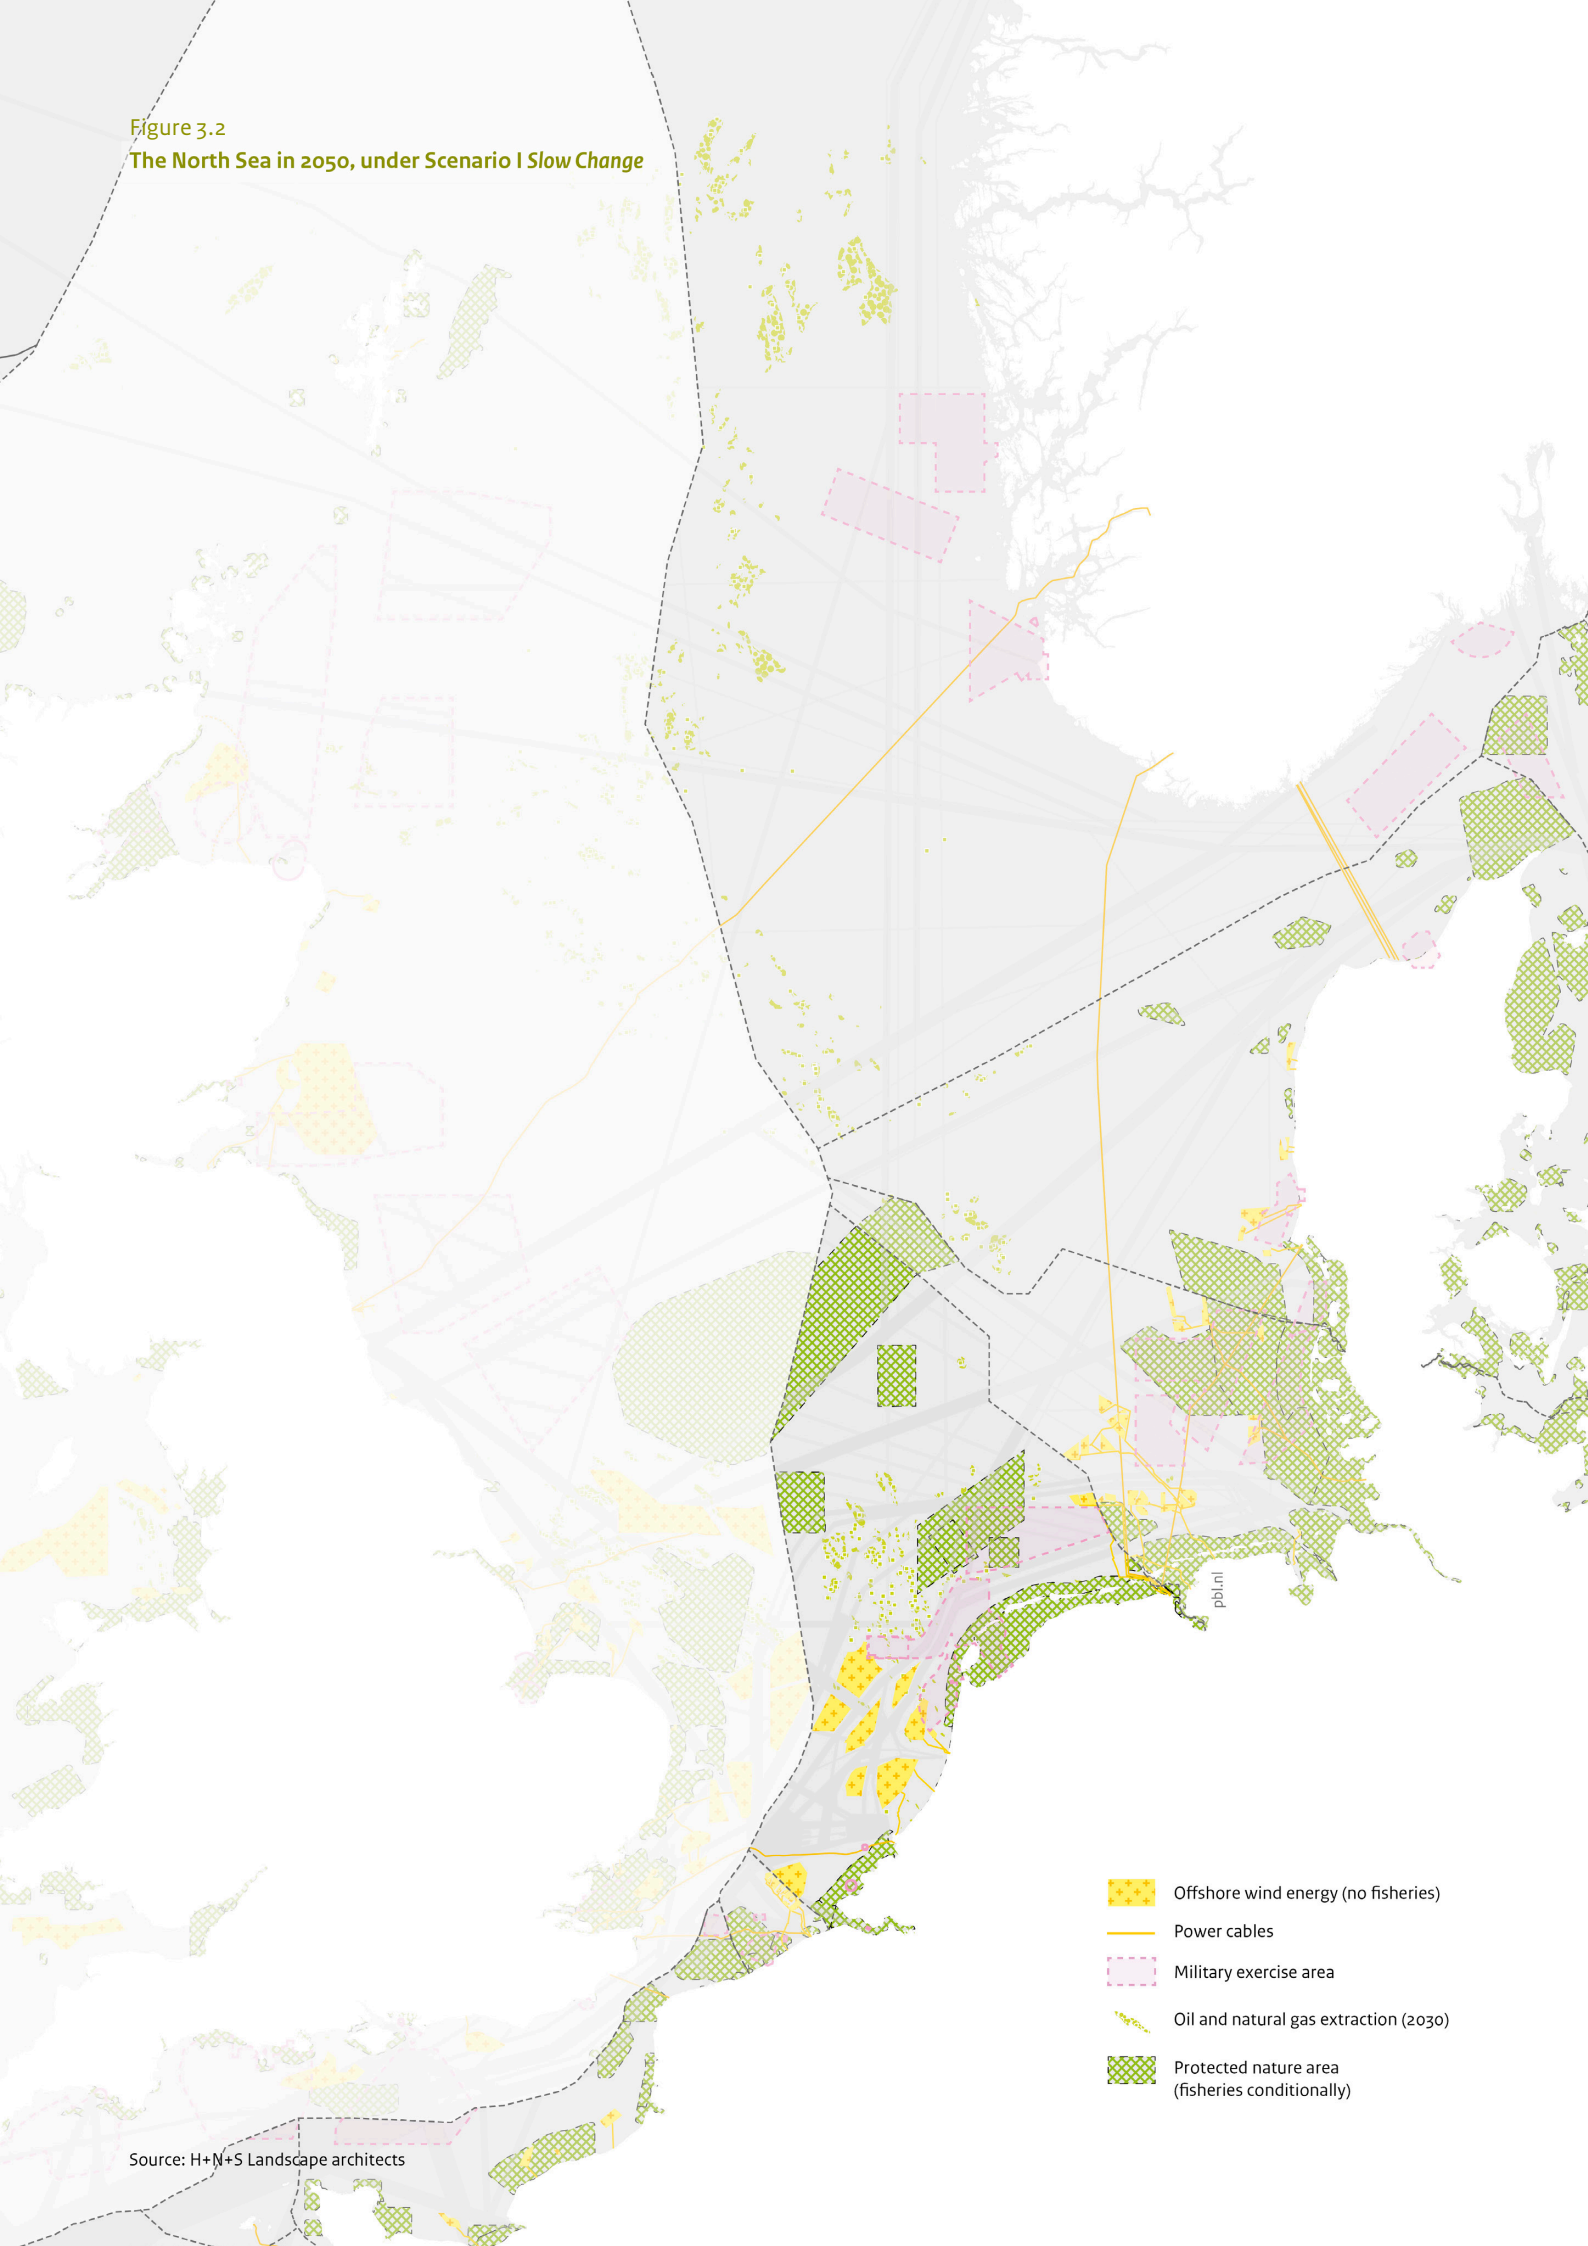 Figure 3.2
The North Sea in 2050, under Scenario I Slow Change
pbl.nl
Offshore wind energy (no fisheries)
Power cables
Military exercise area
Oil and natural gas extraction (2030)
Protected nature area
(fisheries conditionally)
Source: H+N+S Landscape architects